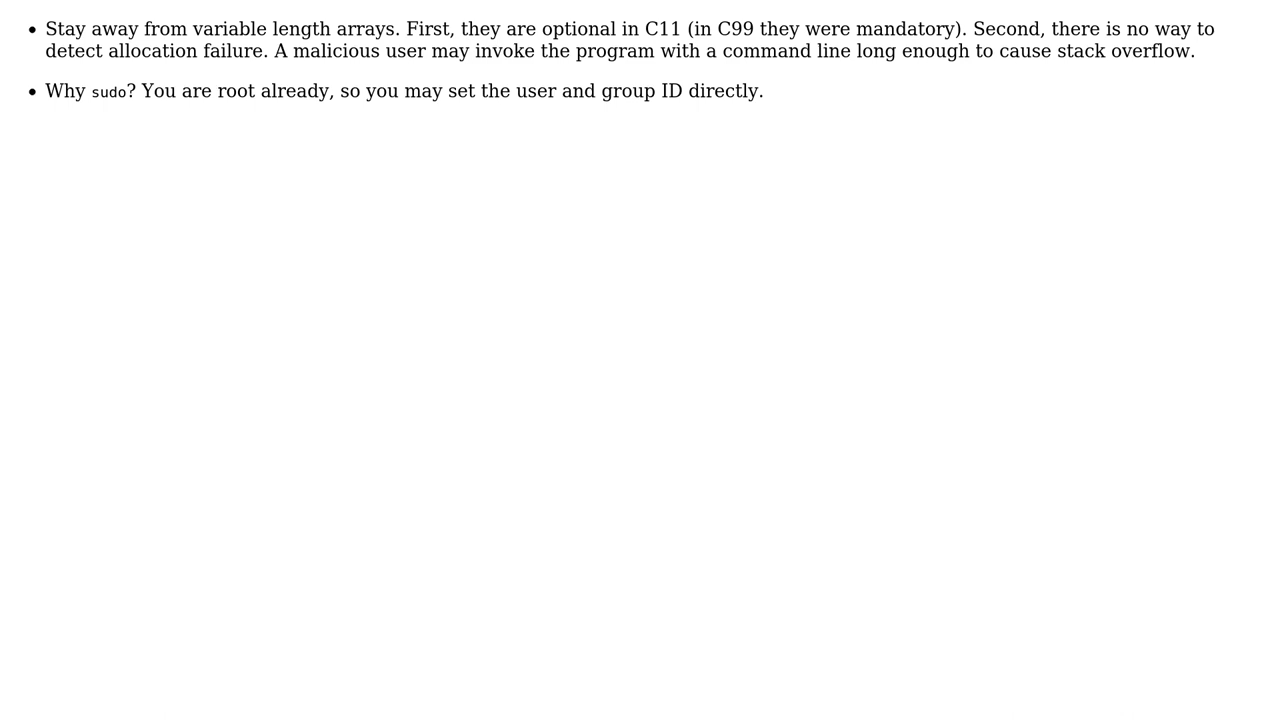 • Stay away from variable length arrays. First, they are optional in C11 (in C99 they were mandatory). Second, there is no way to
detect allocation failure. A malicious user may invoke the program with a command line long enough to cause stack overflow.
• Why sudo? You are root already, so you may set the user and group ID directly.